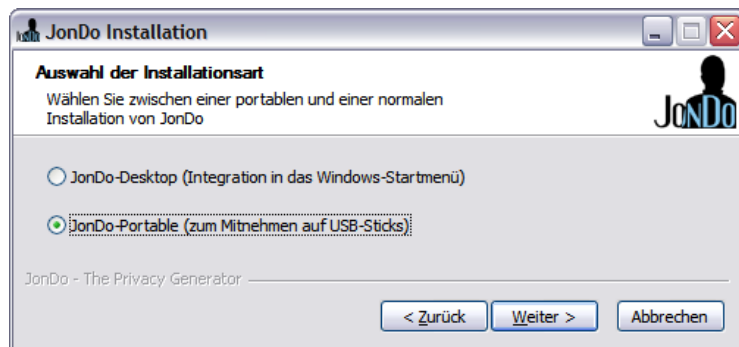 JonDo Installation
Auswahl der Installationsart
Wählen Sie zwischen einer portablen und einer normalen
Installation von JonDo
JonDo
JonDo-Desktop (Integration in das Windows-Startmenü)
JonDo-Portable (zum Mitnehmen auf USB-Sticks)
JonDo - The Privacy Generator
< Zurück
Weiter >
Abbrechen